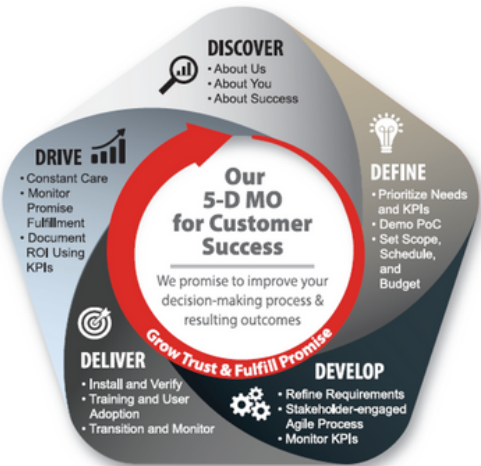 DISCOVER
• About Us
• About You
• About Success
DEFINE
• Prioritize Needs
and KPIs
• Demo PoC
• Set Scope,
Schedule,
and
Budget
DEVELOP
• Refine Requirements
• Stakeholder-engaged
Agile Process
• Monitor KPIs
DELIVER
• Install and Verify
• Training and User
Adoption
• Transition and Monitor
DRIVE
• Constant Care
• Monitor
Promise
Fulfillment
• Document
ROI Using
KPIs
Our
5-D MO
for Customer
Success
We promise to improve your
decision-making process &
resulting outcomes
Grow Trust & Fulfill Promise